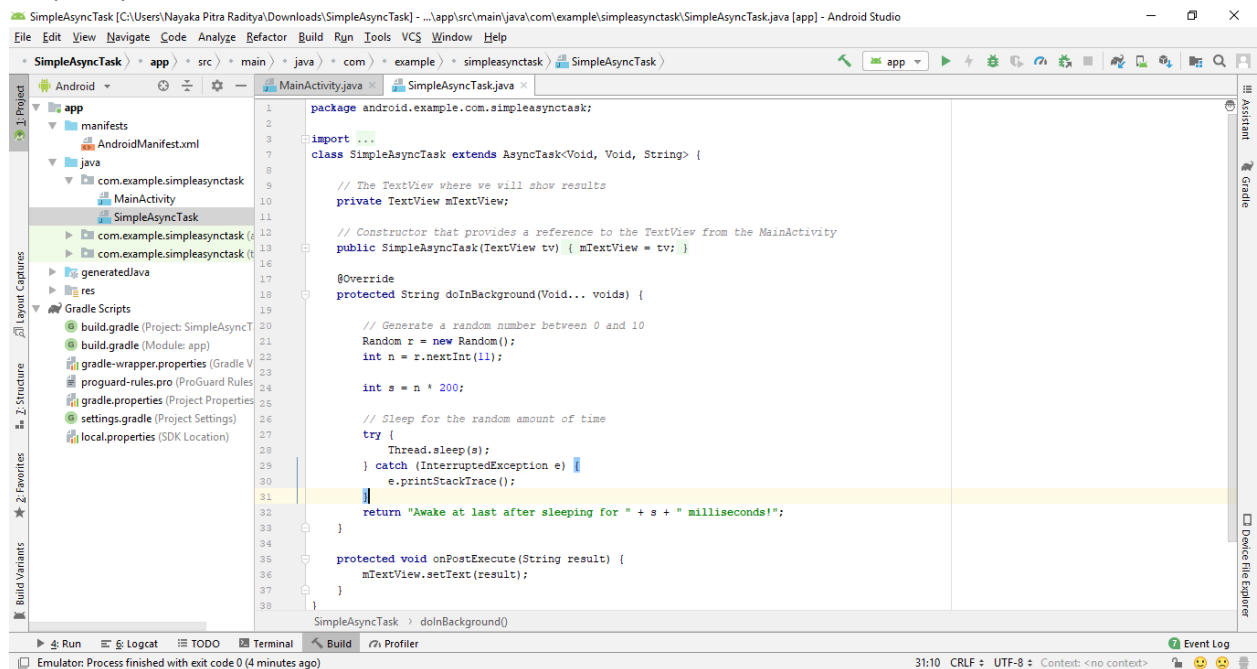 SimpleAsyncTask [C:\Users\Nayaka Pitra Raditya\Downloads\SimpleAsyncTask] - ...\app\src\main\java\com\example\simpleasynctask\SimpleAsyncTask.java [app] - Android Studio
File Edit View Navigate Code Analyze Refactor Build Run Tools VCS Window Help
SimpleAsyncTask app src main java com example simpleasynctask SimpleAsyncTask app
1: Project
Layout Captures
7: Structure
2: Favorites
Build Variants
Android
app
manifests
AndroidManifest.xml
java
com.example.simpleasynctask
MainActivity
SimpleAsyncTask
com.example.simpleasynctask (a
com.example.simpleasynctask (t
generatedJava
res
Gradle Scripts
build.gradle (Project: SimpleAsyncT
build.gradle (Module: app)
gradle-wrapper.properties (Gradle V
proguard-rules.pro (ProGuard Rules
gradle.properties (Project Properties
settings.gradle (Project Settings)
local.properties (SDK Location)
MainActivity.java SimpleAsyncTask.java
1 package android.example.com.simpleasynctask;
2
3 import ...
7 class SimpleAsyncTask extends AsyncTask<Void, Void, String> {
8
9 // The TextView where we will show results
10 private TextView mTextView;
11
12 // Constructor that provides a reference to the TextView from the MainActivity
13 public SimpleAsyncTask(TextView tv) { mTextView = tv; }
16
17 @Override
18 protected String doInBackground(Void... voids) {
19
20 // Generate a random number between 0 and 10
21 Random r = new Random();
22 int n = r.nextInt(11);
23
24 int s = n * 200;
25
26 // Sleep for the random amount of time
27 try {
28 Thread.sleep(s);
29 } catch (InterruptedException e) {
30 e.printStackTrace();
31 }
32 return "Awake at last after sleeping for " + s + " milliseconds!";
33 }
34
35 protected void onPostExecute(String result) {
36 mTextView.setText(result);
37 }
38 }
SimpleAsyncTask › doInBackground()
Assistant
Gradle
Device File Explorer
4: Run 6: Logcat TODO Terminal Build Profiler 7 Event Log
Emulator: Process finished with exit code 0 (4 minutes ago) 31:10 CRLF UTF-8 Context: <no context>